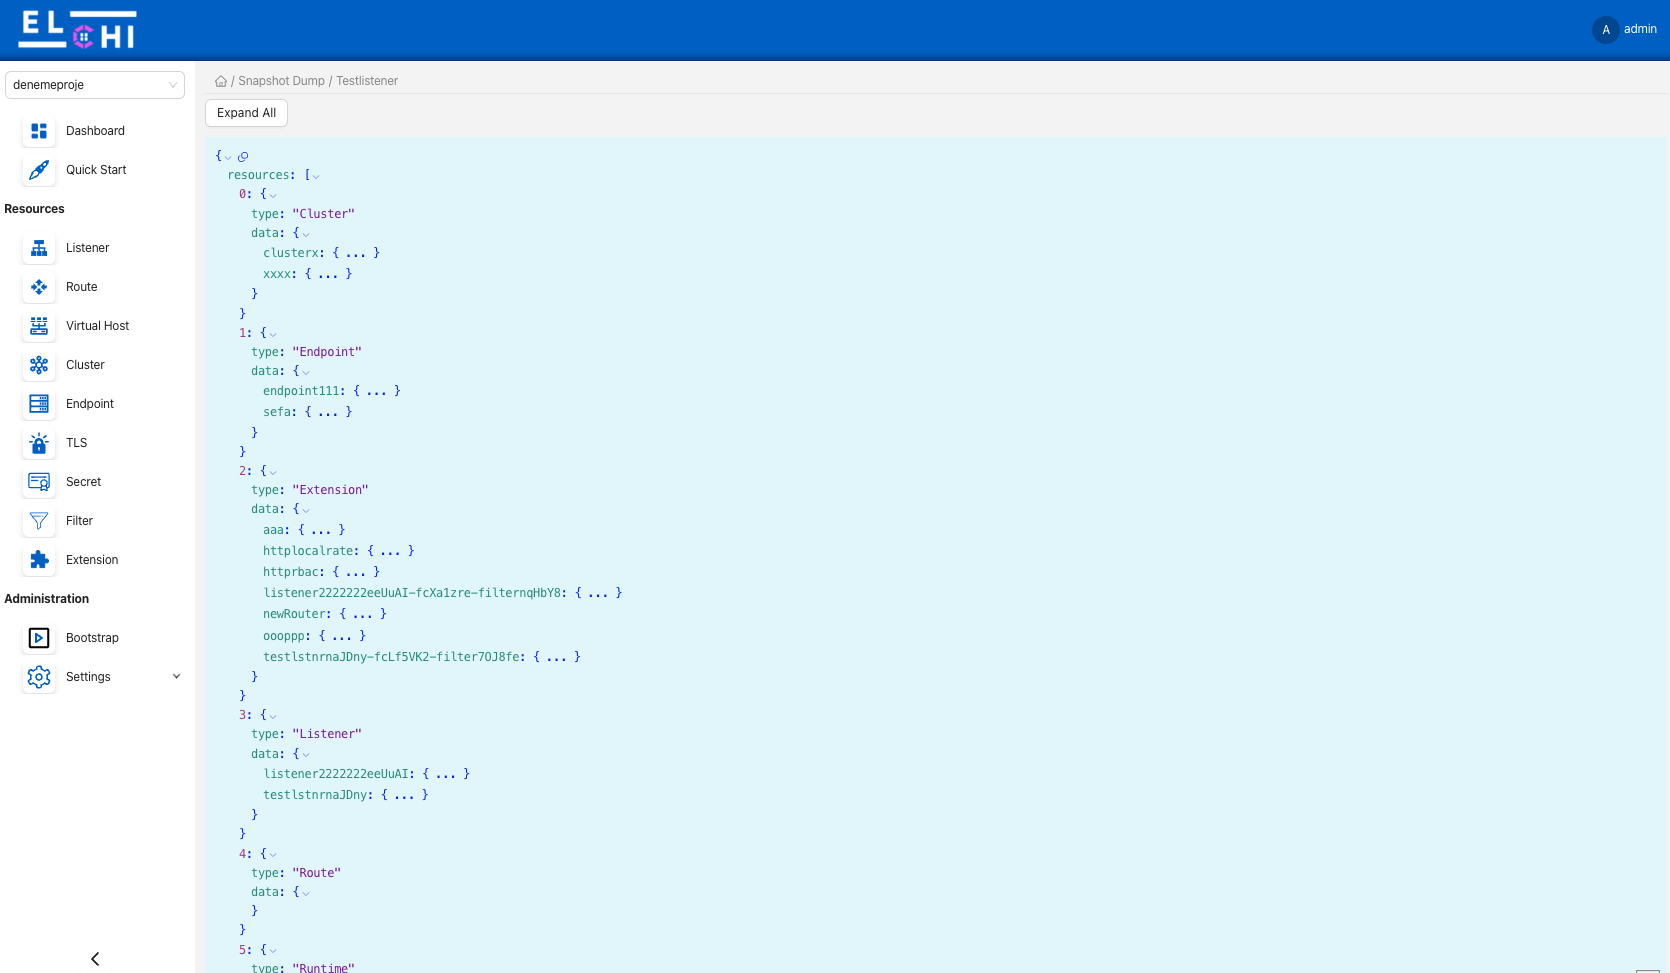 ELCHI
A admin
denemeproje
Dashboard
Quick Start
Resources
Listener
Route
Virtual Host
Cluster
Endpoint
TLS
Secret
Filter
Extension
Administration
Bootstrap
Settings
/ Snapshot Dump / Testlistener
Expand All
{
resources: [
0: {
type: "Cluster"
data: {
clusterx: { ... }
xxxx: { ... }
}
}
1: {
type: "Endpoint"
data: {
endpoint111: { ... }
sefa: { ... }
}
}
2: {
type: "Extension"
data: {
aaa: { ... }
httplocalrate: { ... }
httprbac: { ... }
listener2222222eeUuAI-fcXa1zre-filternqHbY8: { ... }
newRouter: { ... }
oooppp: { ... }
testlstnrnaJDny-fcLf5VK2-filter7OJ8fe: { ... }
}
}
3: {
type: "Listener"
data: {
listener2222222eeUuAI: { ... }
testlstnrnaJDny: { ... }
}
}
4: {
type: "Route"
data: {
}
}
5: {
type: "Runtime"